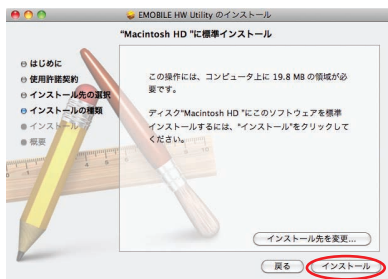 EMOBILE HW Utility のインストール
"Macintosh HD "に標準インストール
はじめに
使用許諾契約
インストール先の選択
インストールの種類
インストール
概要
この操作には、コンピュータ上に 19.8 MB の領域が必
要です。
ディスク"Macintosh HD "にこのソフトウェアを標準
インストールするには、"インストール"をクリックして
ください。
インストール先を変更...
戻る
インストール